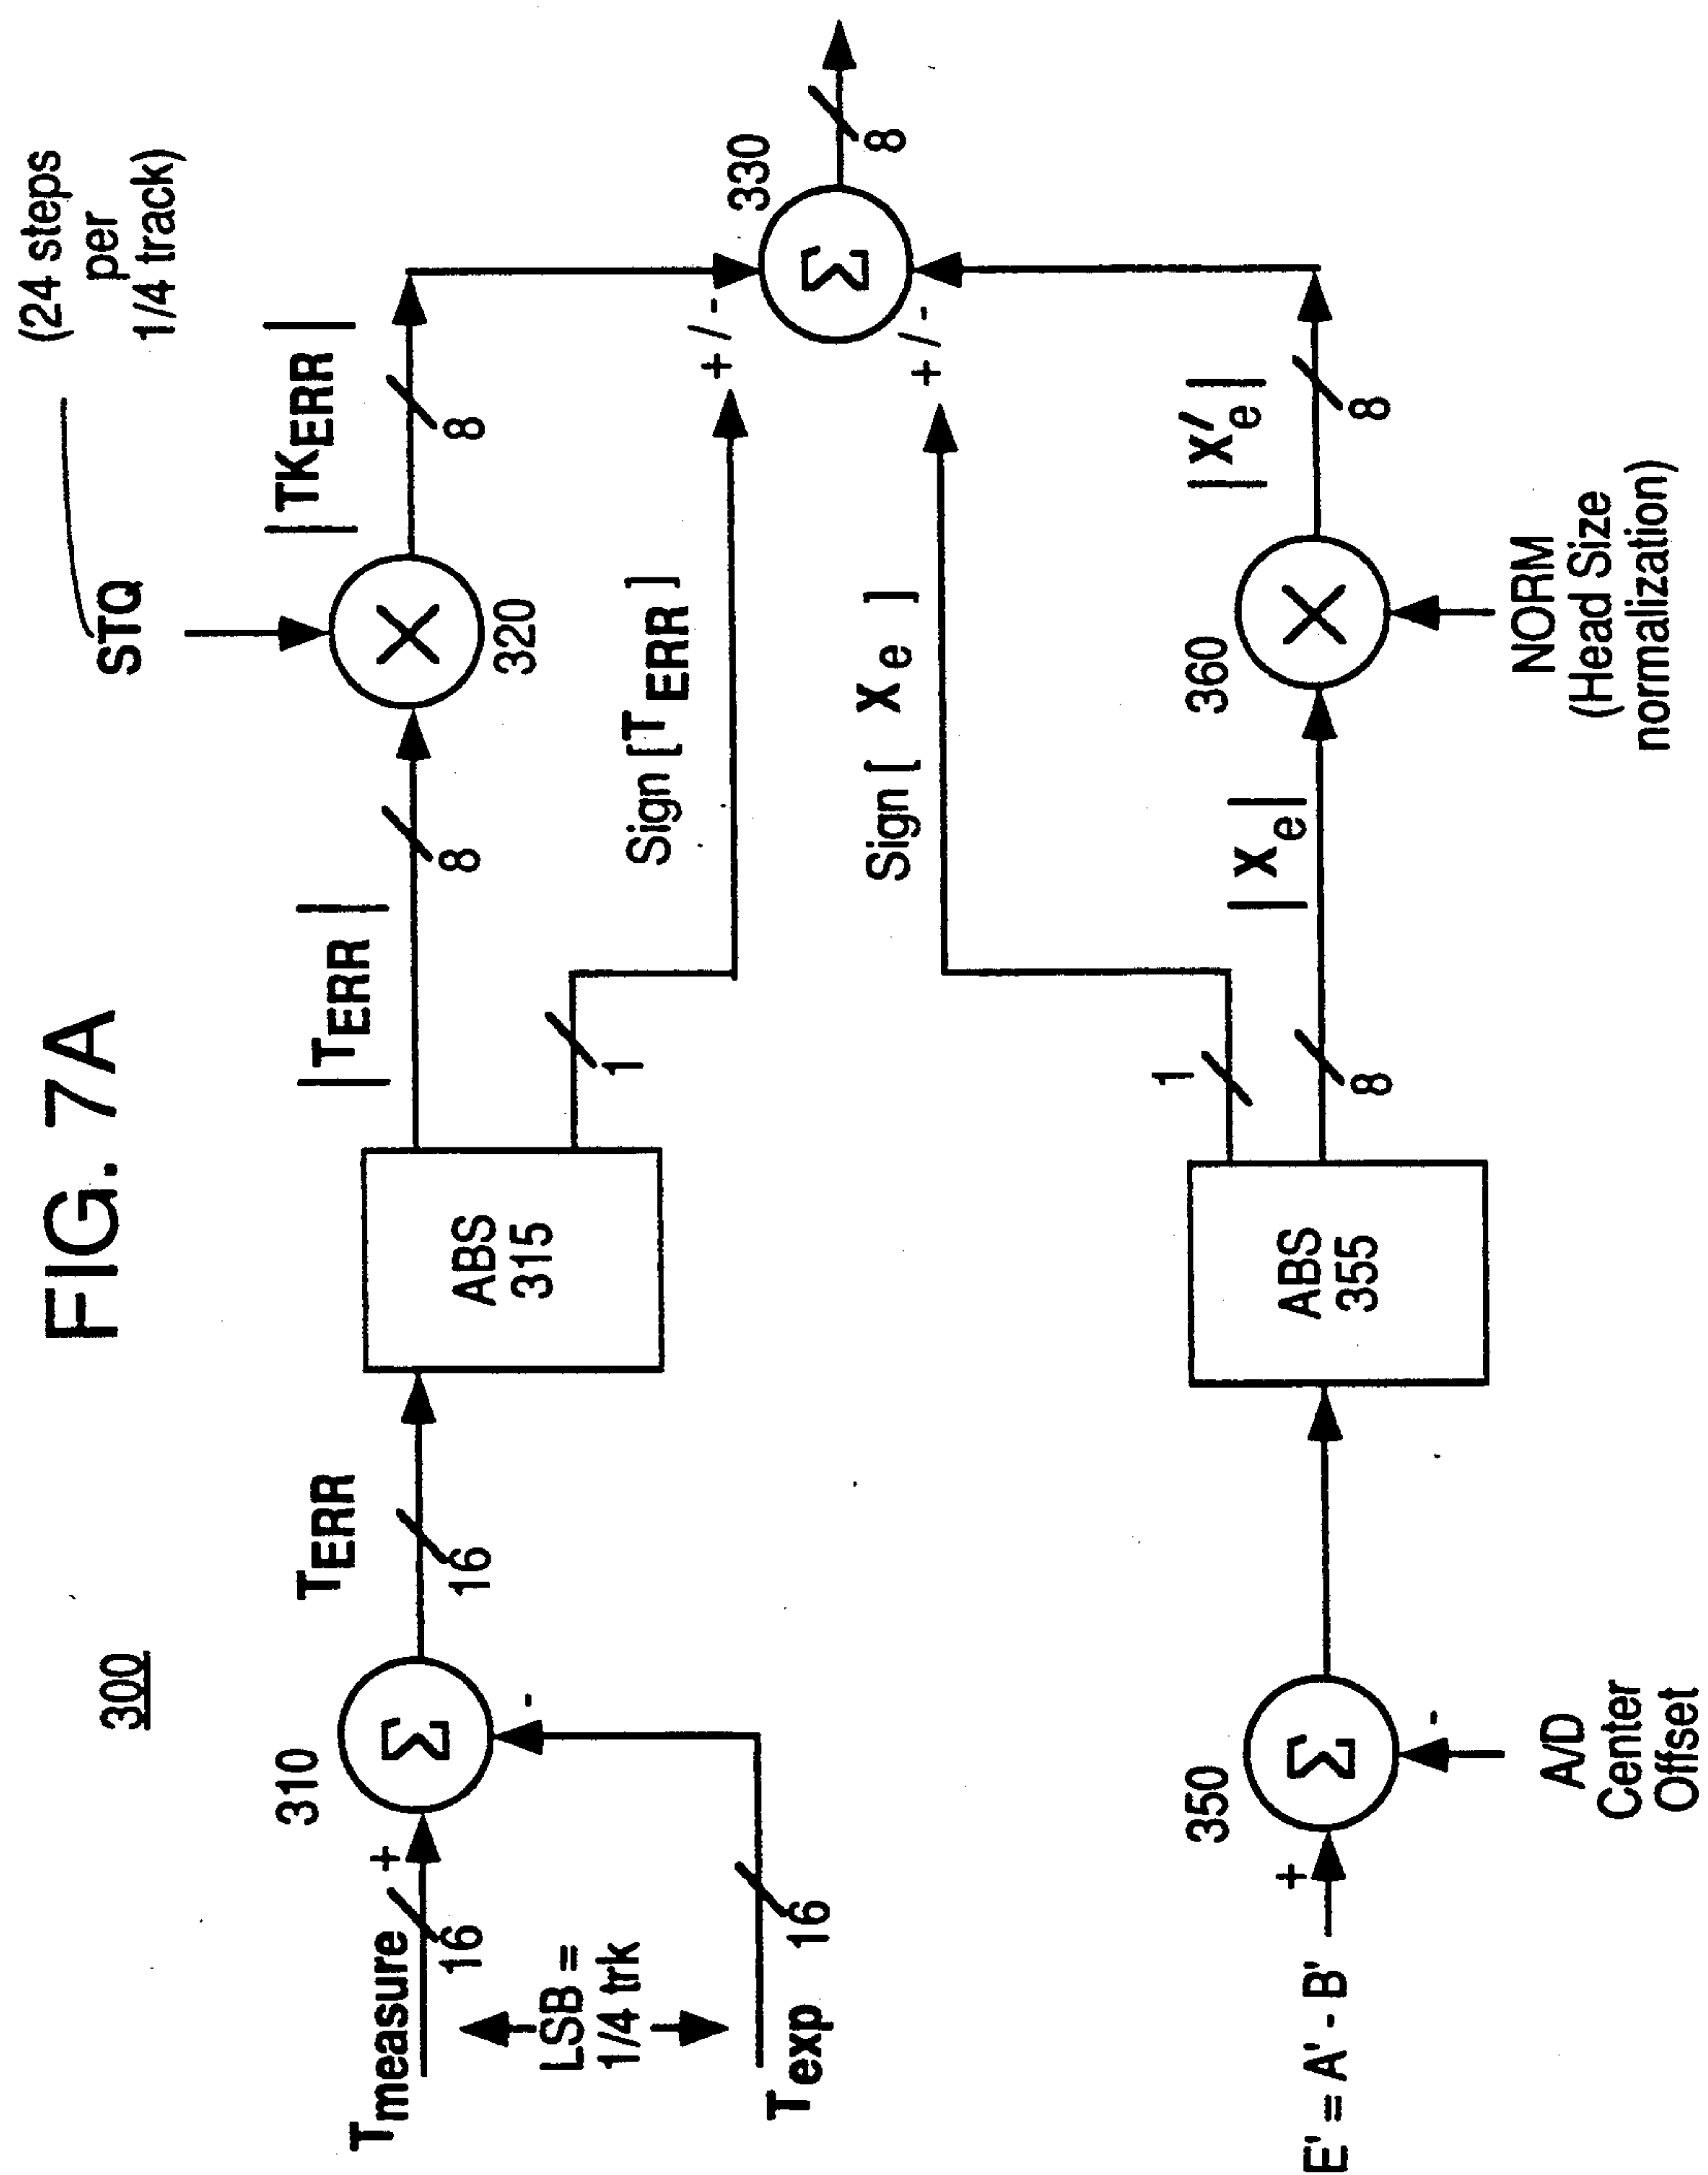 FIG. 7A
300
(24 steps
per
1/4 track)
STQ
Tmeasure
+
16
310
Σ
-
TERR
16
LSB =
1/4 trk
Texp
16
ABS
315
|TERR|
8
1
320
X
|TKERR|
8
Sign [TERR]
+ / -
330
Σ
8
Sign [ Xe ]
+ / -
E' = A' - B'
+
350
Σ
-
A/D
Center
Offset
ABS
355
1
8
|Xe|
360
X
NORM
(Head Size
normalization)
|X'e|
8